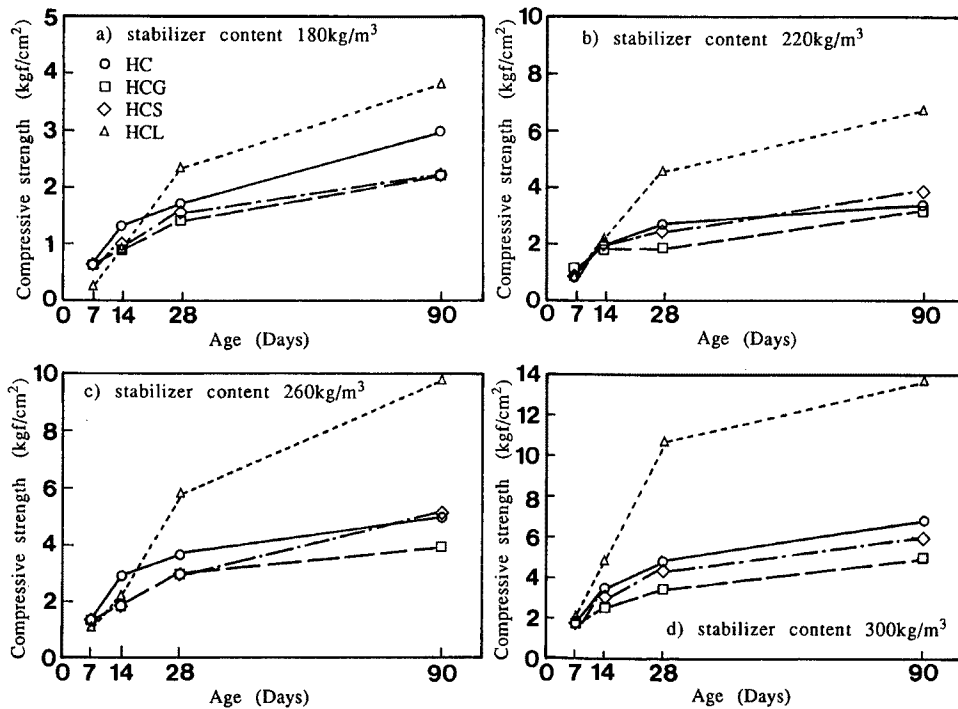 a) stabilizer content 180kg/m³
HC
HCG
HCS
HCL
Compressive strength (kgf/cm²)
5
4
3
2
1
0
0 7 14 28 90
Age (Days)
b) stabilizer content 220kg/m³
Compressive strength (kgf/cm²)
10
8
6
4
2
0
0 7 14 28 90
Age (Days)
c) stabilizer content 260kg/m³
Compressive strength (kgf/cm²)
10
8
6
4
2
0
0 7 14 28 90
Age (Days)
Compressive strength (kgf/cm²)
14
12
10
8
6
4
2
0
d) stabilizer content 300kg/m³
0 7 14 28 90
Age (Days)